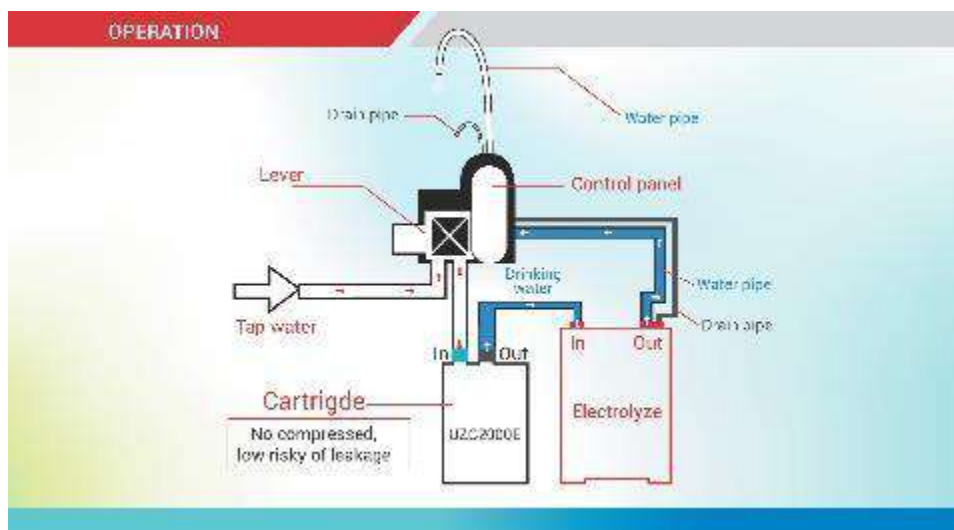 OPERATION
Drain pipe
Water pipe
Lever
Control panel
Drinking
water
Water pipe
Tap water
Drain pipe
In
Out
In
Out
Cartrigde
No compressed,
low risky of leakage
UZC2000E
Electrolyze